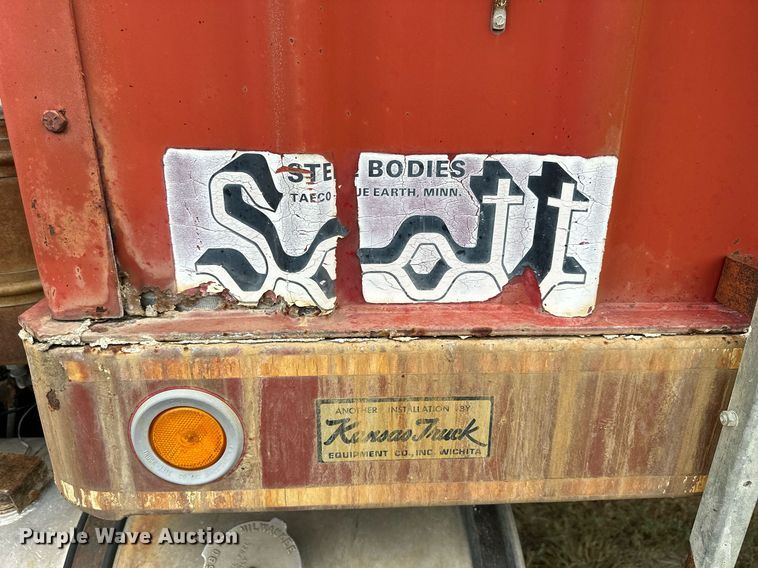 STE BODIES
TAECO UE EARTH, MINN.
Scott
ANOTHER INSTALLATION BY
Kansas Truck
EQUIPMENT CO., INC. WICHITA
MILWAUKEE
Purple Wave Auction